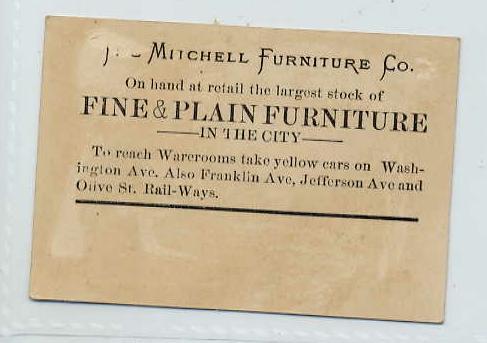 MITCHELL FURNITURE CO.
On hand at retail the largest stock of
FINE & PLAIN FURNITURE
IN THE CITY
To reach Warerooms take yellow cars on Wash-
ington Ave. Also Franklin Ave, Jefferson Ave and
Olive St. Rail-Ways.